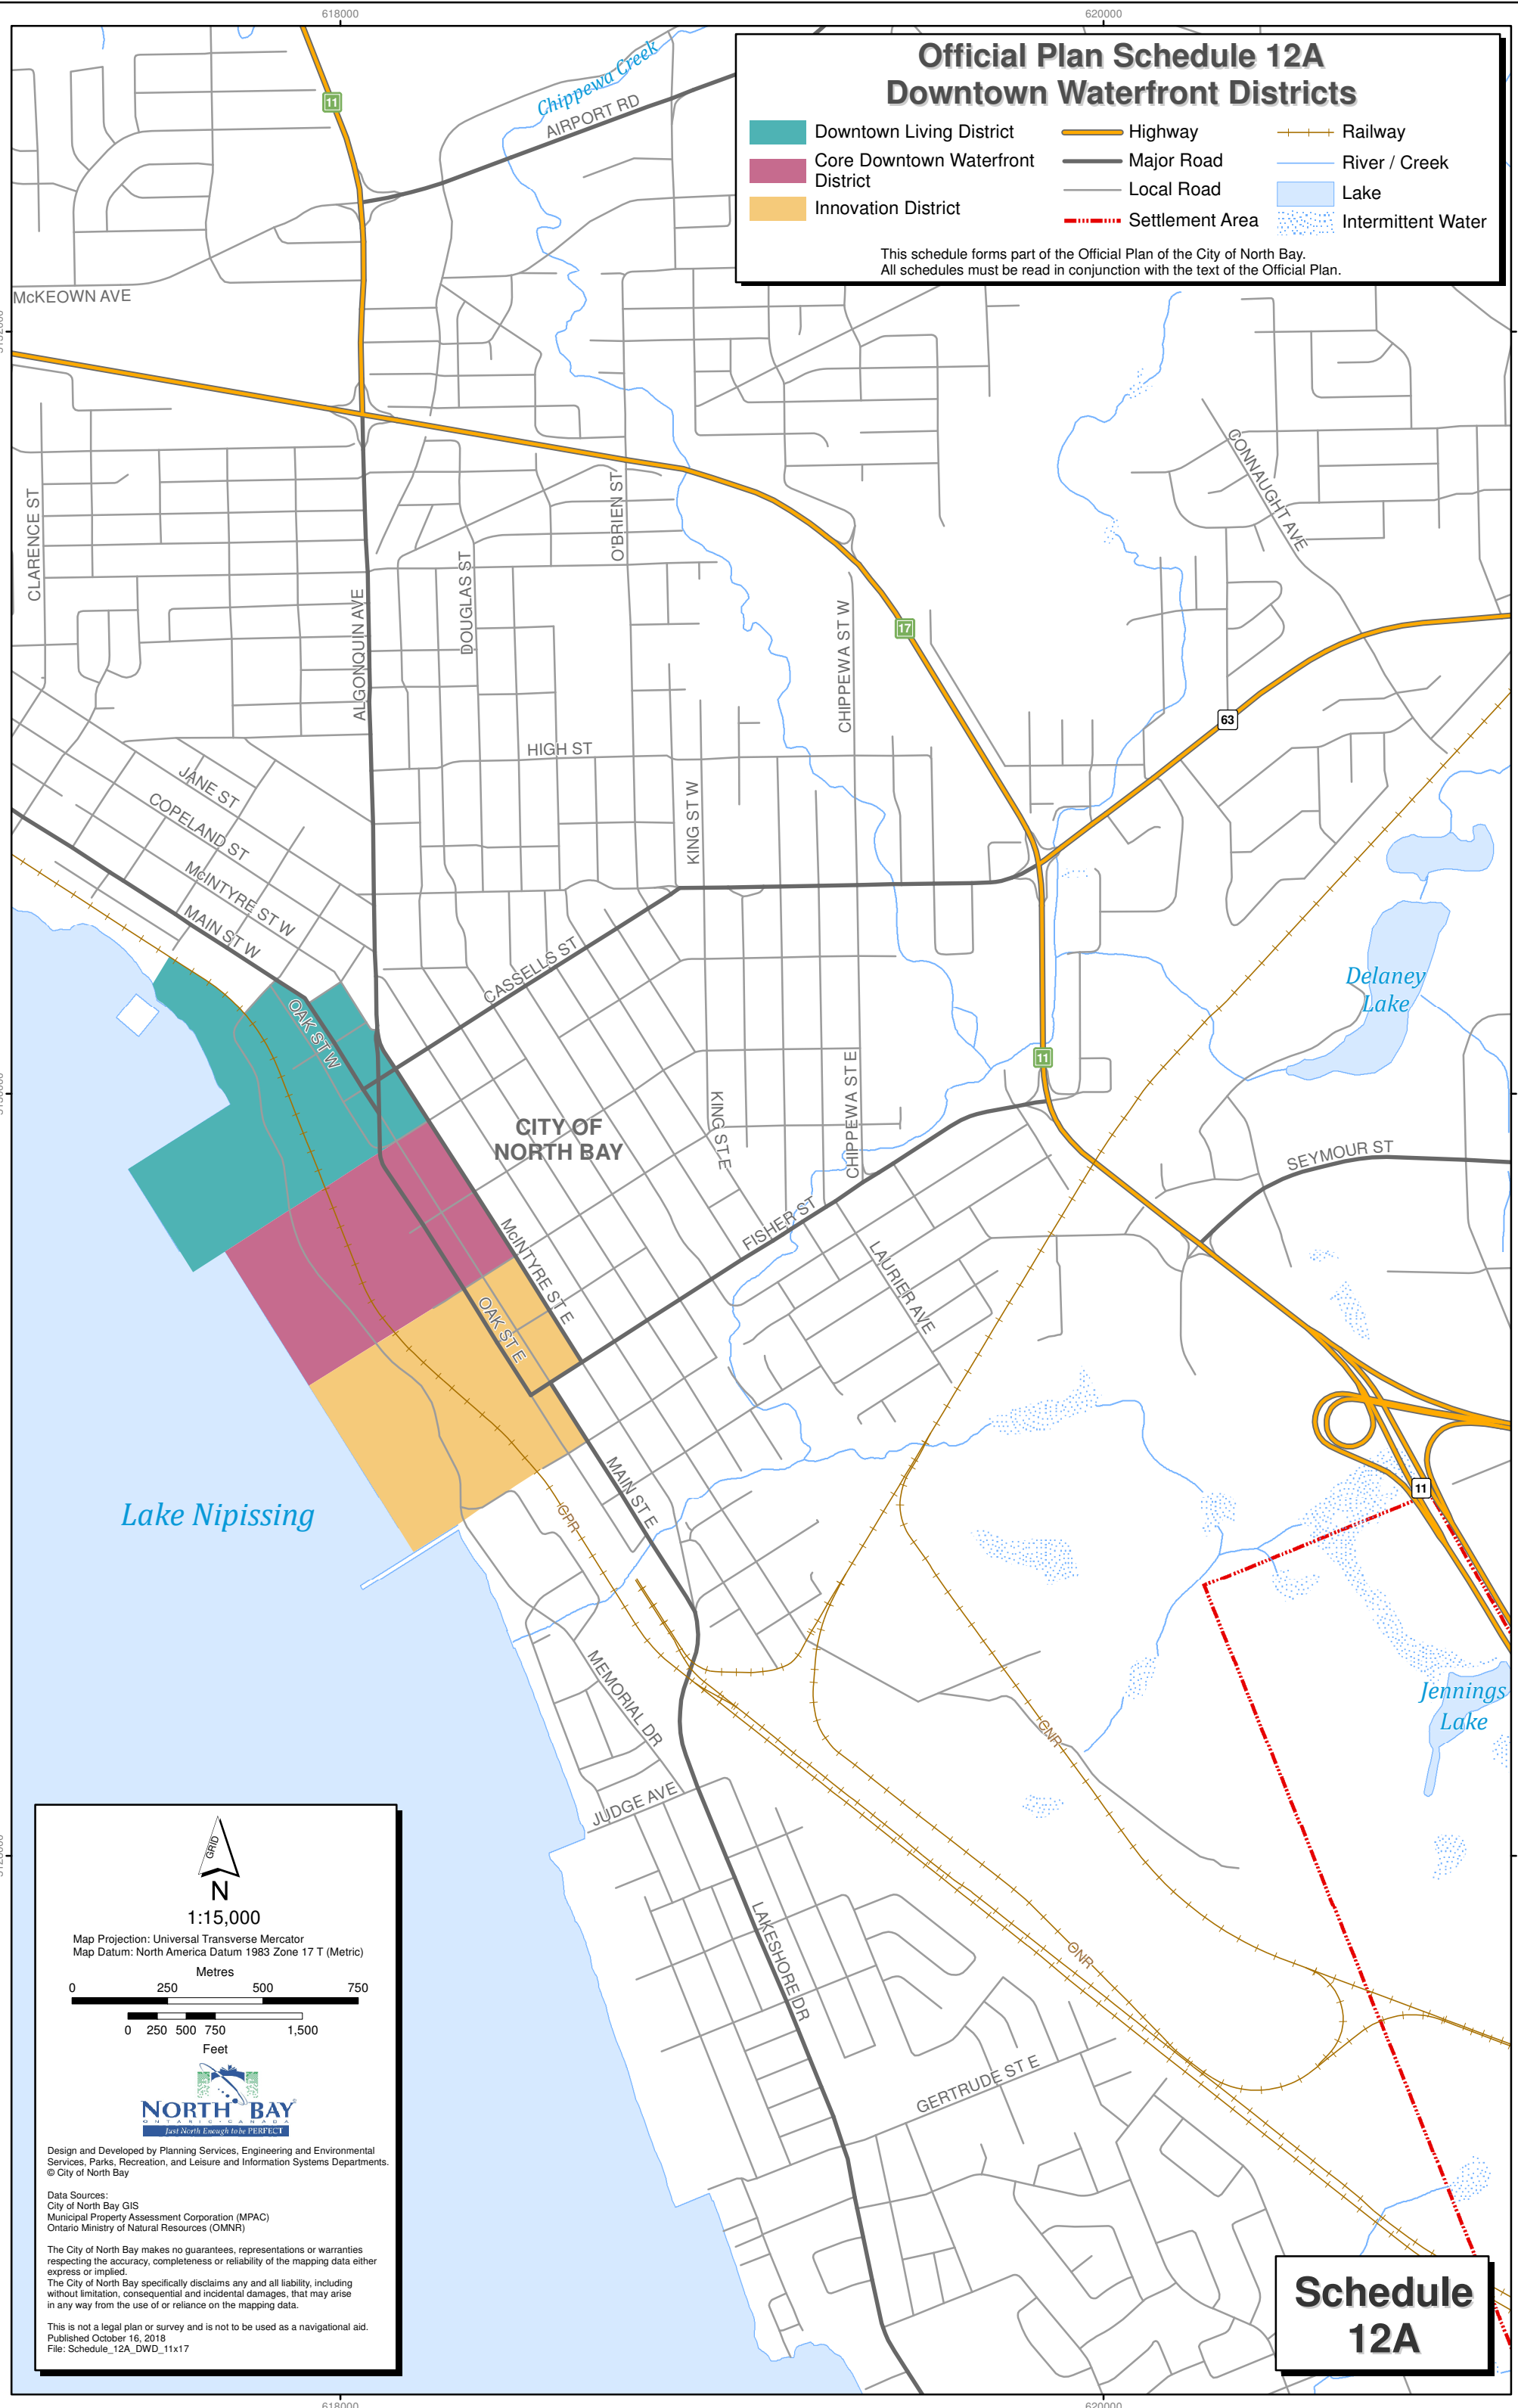 618000
620000
Official Plan Schedule 12A
Downtown Waterfront Districts
Downtown Living District
Core Downtown Waterfront
District
Innovation District
Highway
Major Road
Local Road
Settlement Area
Railway
River / Creek
Lake
Intermittent Water
This schedule forms part of the Official Plan of the City of North Bay.
All schedules must be read in conjunction with the text of the Official Plan.
Chippewa Creek
AIRPORT RD
11
McKEOWN AVE
CLARENCE ST
ALGONQUIN AVE
DOUGLAS ST
O'BRIEN ST
CONNAUGHT AVE
CHIPPEWA ST W
17
63
HIGH ST
KING ST W
JANE ST
COPELAND ST
McINTYRE ST W
MAIN ST W
OAK ST W
CASSELLS ST
Delaney
Lake
11
CITY OF
NORTH BAY
KING ST E
CHIPPEWA ST E
SEYMOUR ST
FISHER ST
McINTYRE ST E
LAURIER AVE
OAK ST E
MAIN ST E
Lake Nipissing
CPR
11
MEMORIAL DR
JUDGE AVE
CNR
Jennings
Lake
LAKESHORE DR
ONR
GERTRUDE ST E
GRID
N
1:15,000
Map Projection: Universal Transverse Mercator
Map Datum: North America Datum 1983 Zone 17 T (Metric)
Metres
0 250 500 750
0 250 500 750 1,500
Feet
NORTH BAY
ONTARIO-CANADA
Just North Enough to be PERFECT
Design and Developed by Planning Services, Engineering and Environmental
Services, Parks, Recreation, and Leisure and Information Systems Departments.
© City of North Bay
Data Sources:
City of North Bay GIS
Municipal Property Assessment Corporation (MPAC)
Ontario Ministry of Natural Resources (OMNR)
The City of North Bay makes no guarantees, representations or warranties
respecting the accuracy, completeness or reliability of the mapping data either
express or implied.
The City of North Bay specifically disclaims any and all liability, including
without limitation, consequential and incidental damages, that may arise
in any way from the use of or reliance on the mapping data.
This is not a legal plan or survey and is not to be used as a navigational aid.
Published October 16, 2018
File: Schedule_12A_DWD_11x17
Schedule
12A
618000
620000